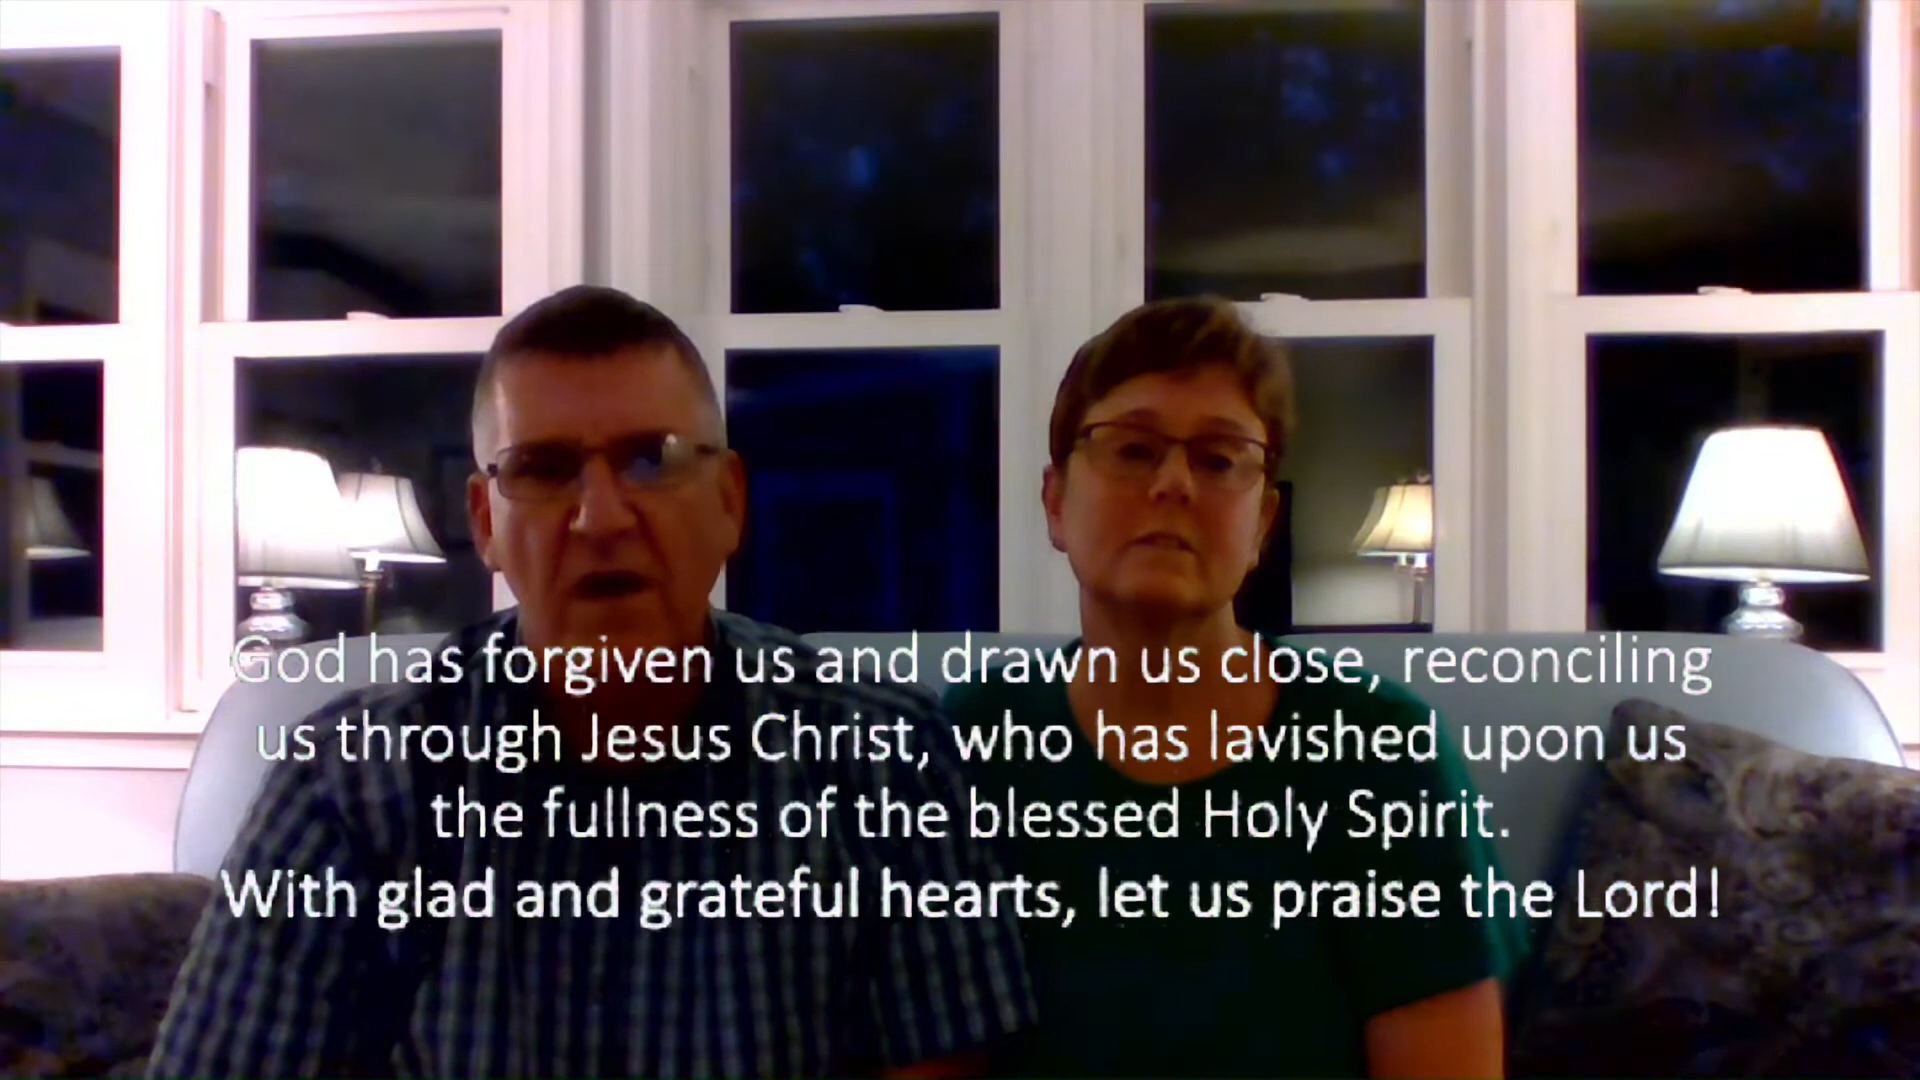 God has forgiven us and drawn us close, reconciling
us through Jesus Christ, who has lavished upon us
the fullness of the blessed Holy Spirit.
With glad and grateful hearts, let us praise the Lord!